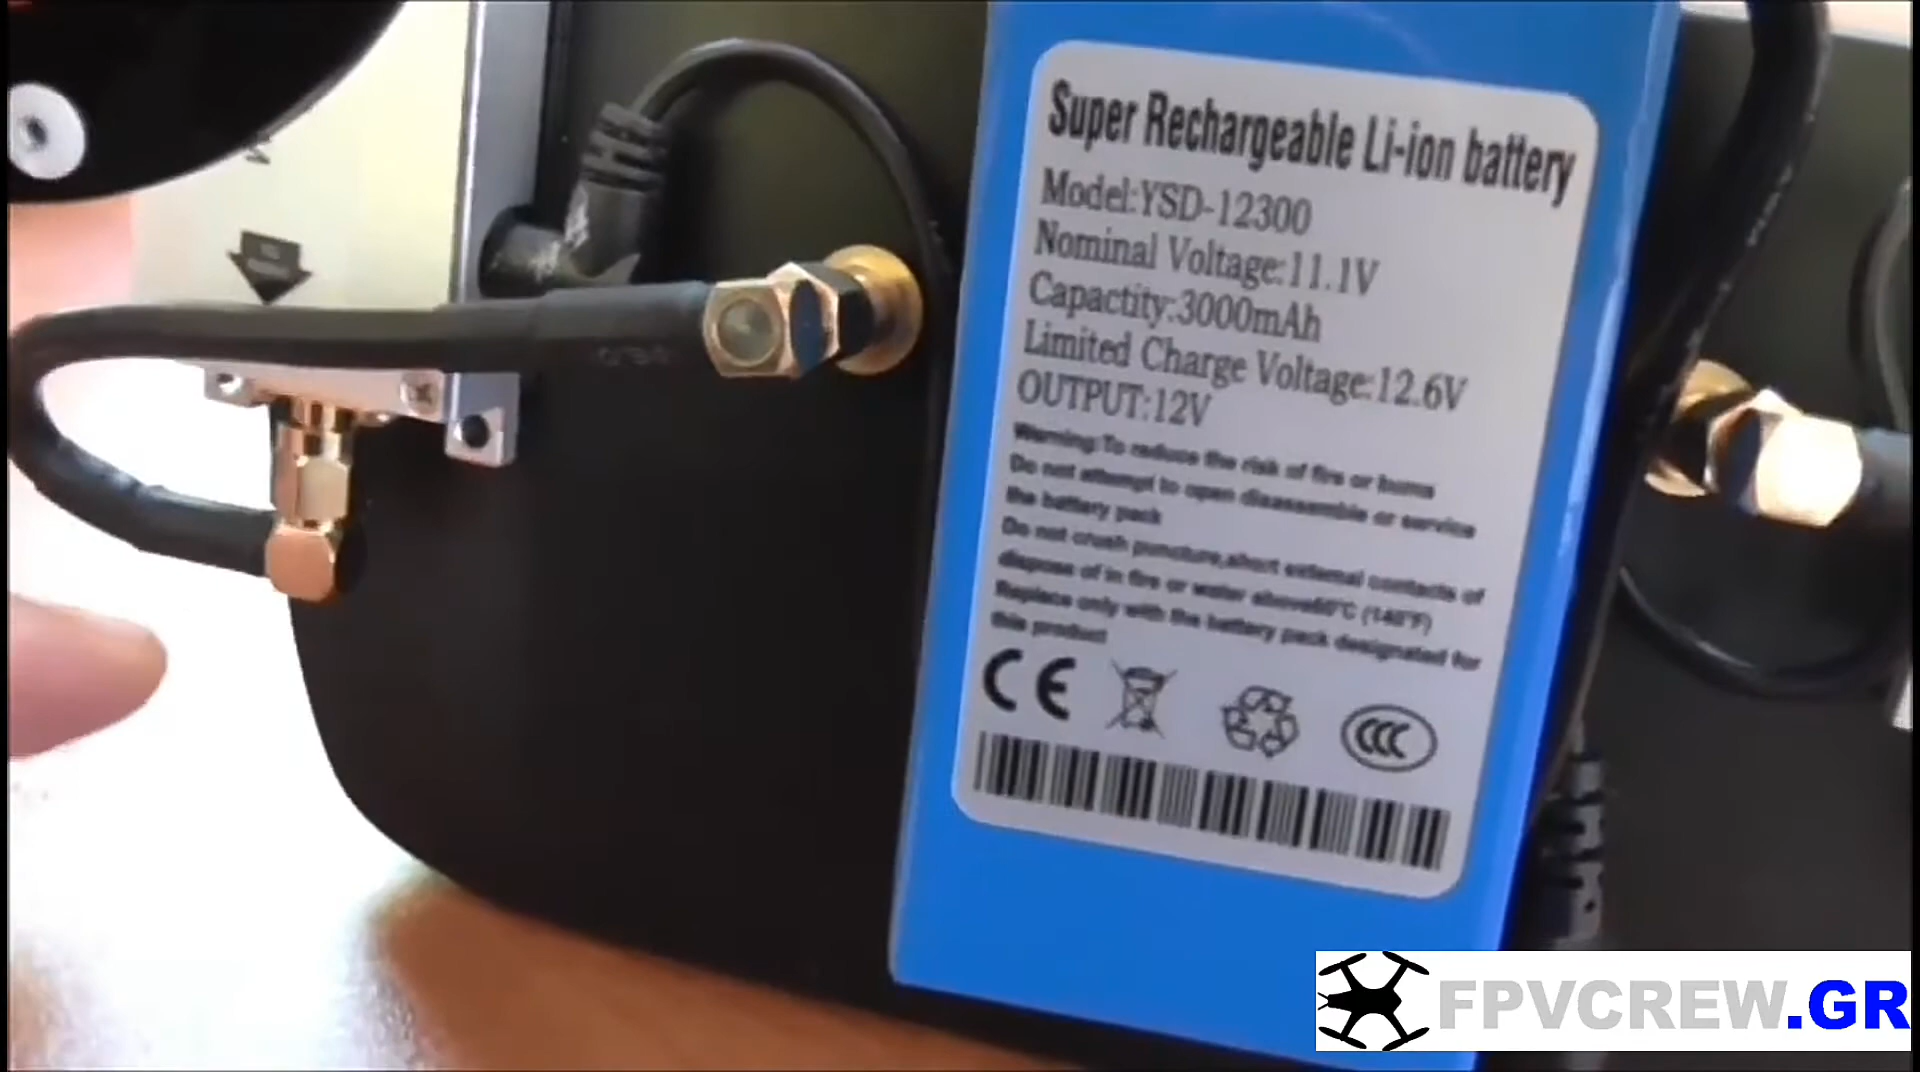 Super Rechargeable Li-ion battery
Model:YSD-12300
Nominal Voltage:11.1V
Capactity:3000mAh
Limited Charge Voltage:12.6V
OUTPUT:12V
Warning:To reduce the risk of fire or burns
Do not attempt to open disassemble or service
the battery pack
Do not crush puncture,short external contacts of
dispose of in fire or water above60°C (140°F)
Replace only with the battery pack designated for
this product
CE
CCC
FPVCREW.GR